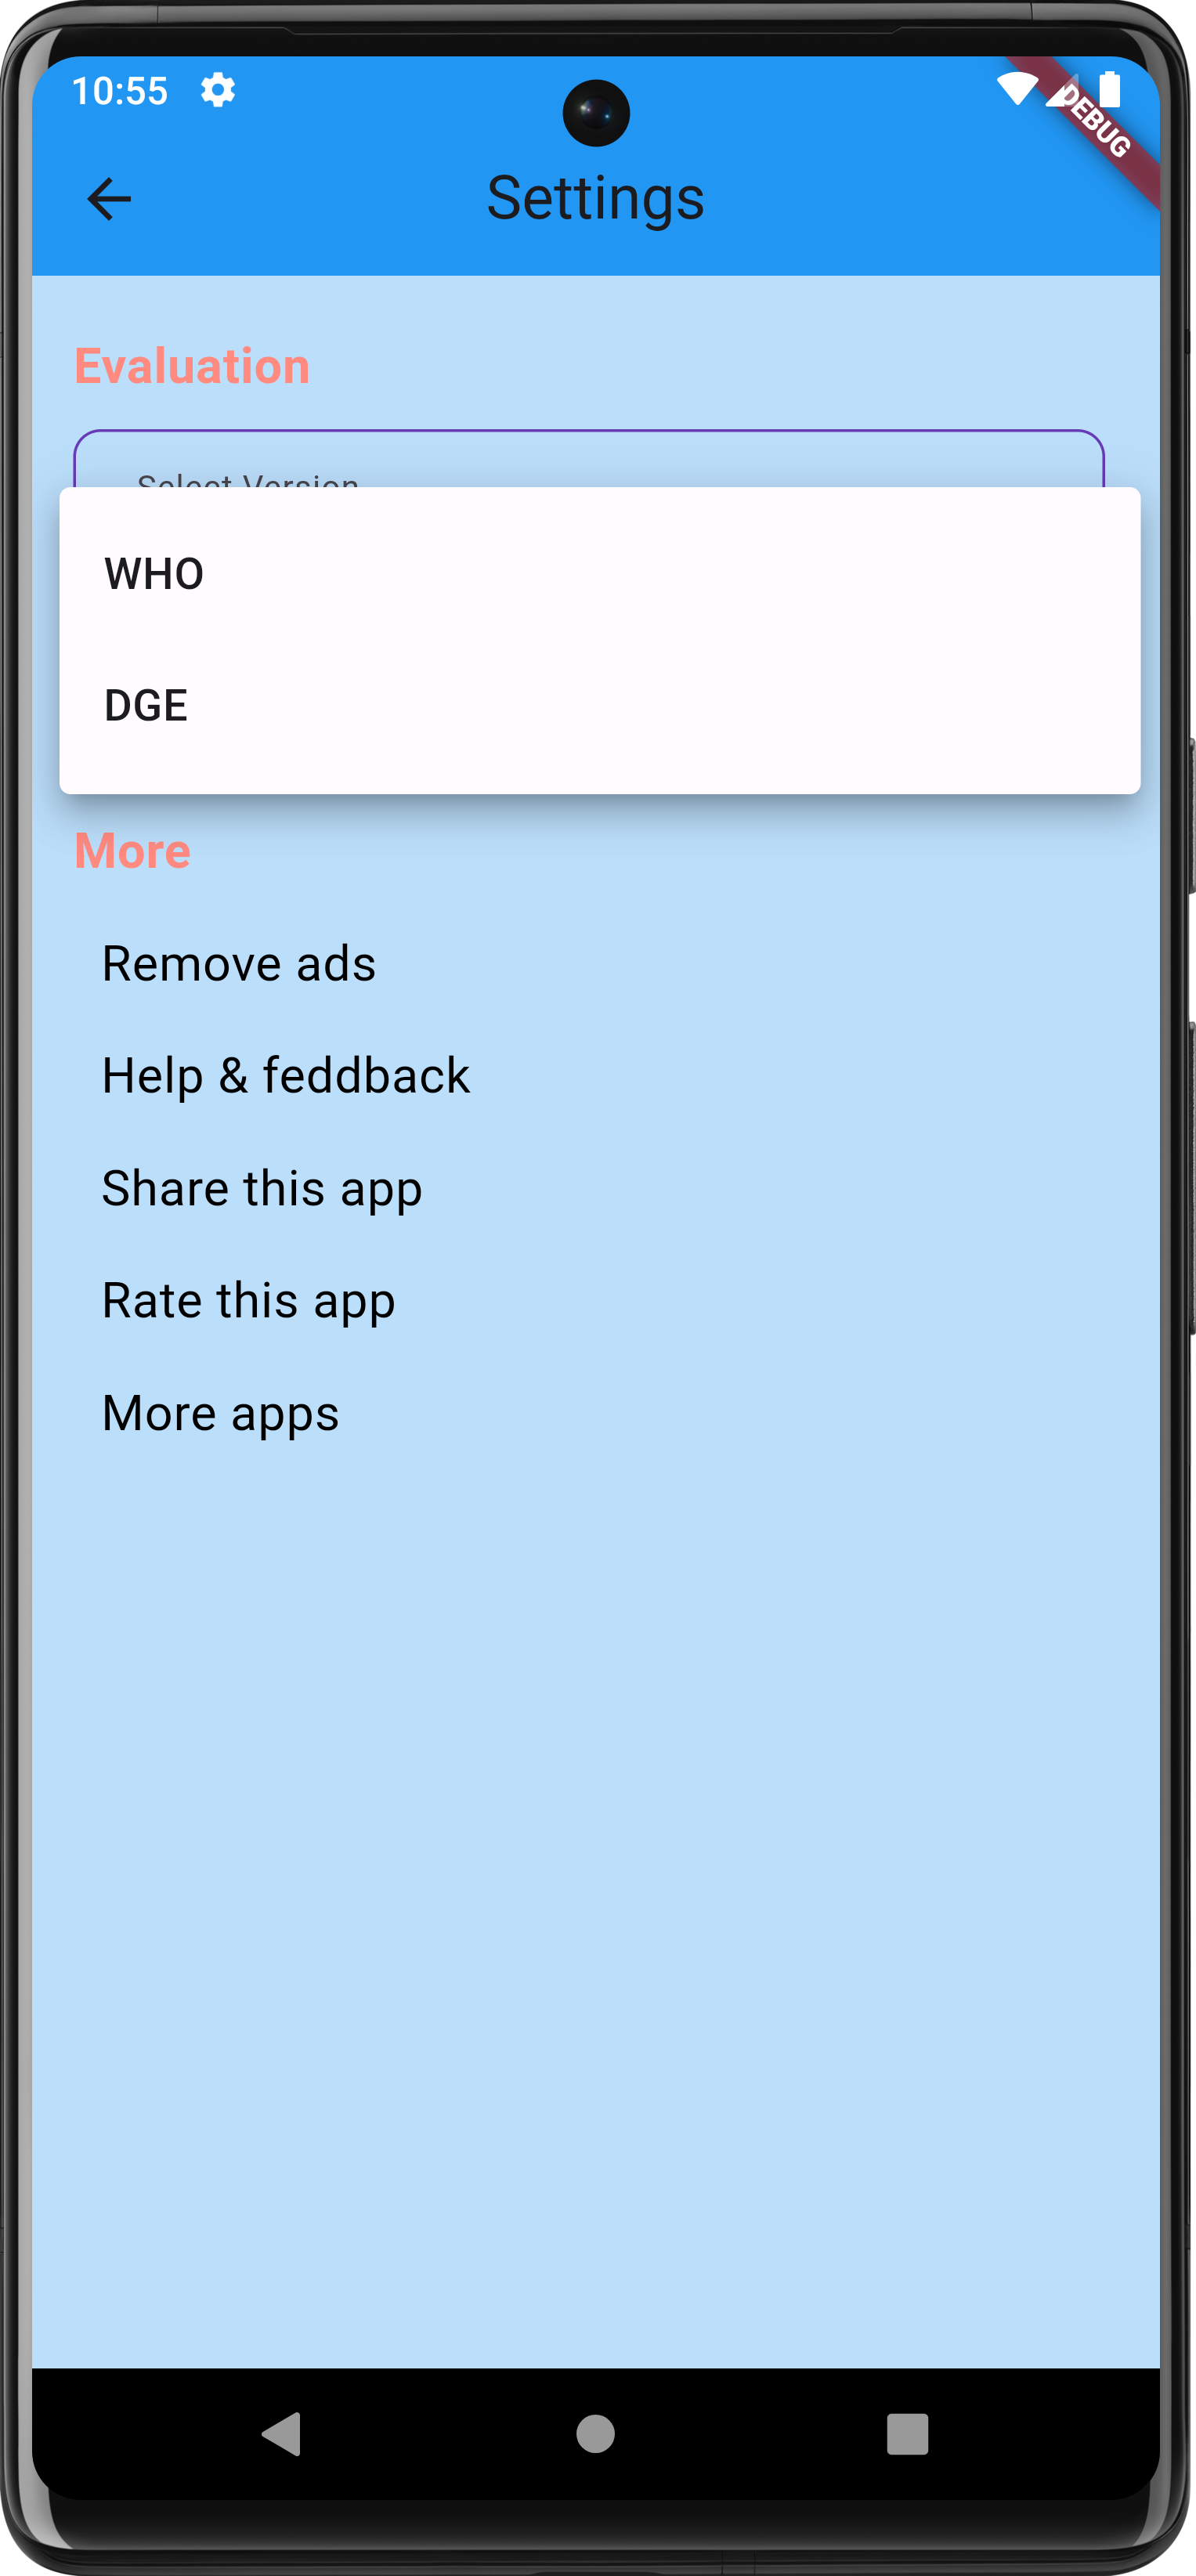 10:55
DEBUG
Settings
Evaluation
Select Version
WHO
DGE
More
Remove ads
Help & feddback
Share this app
Rate this app
More apps